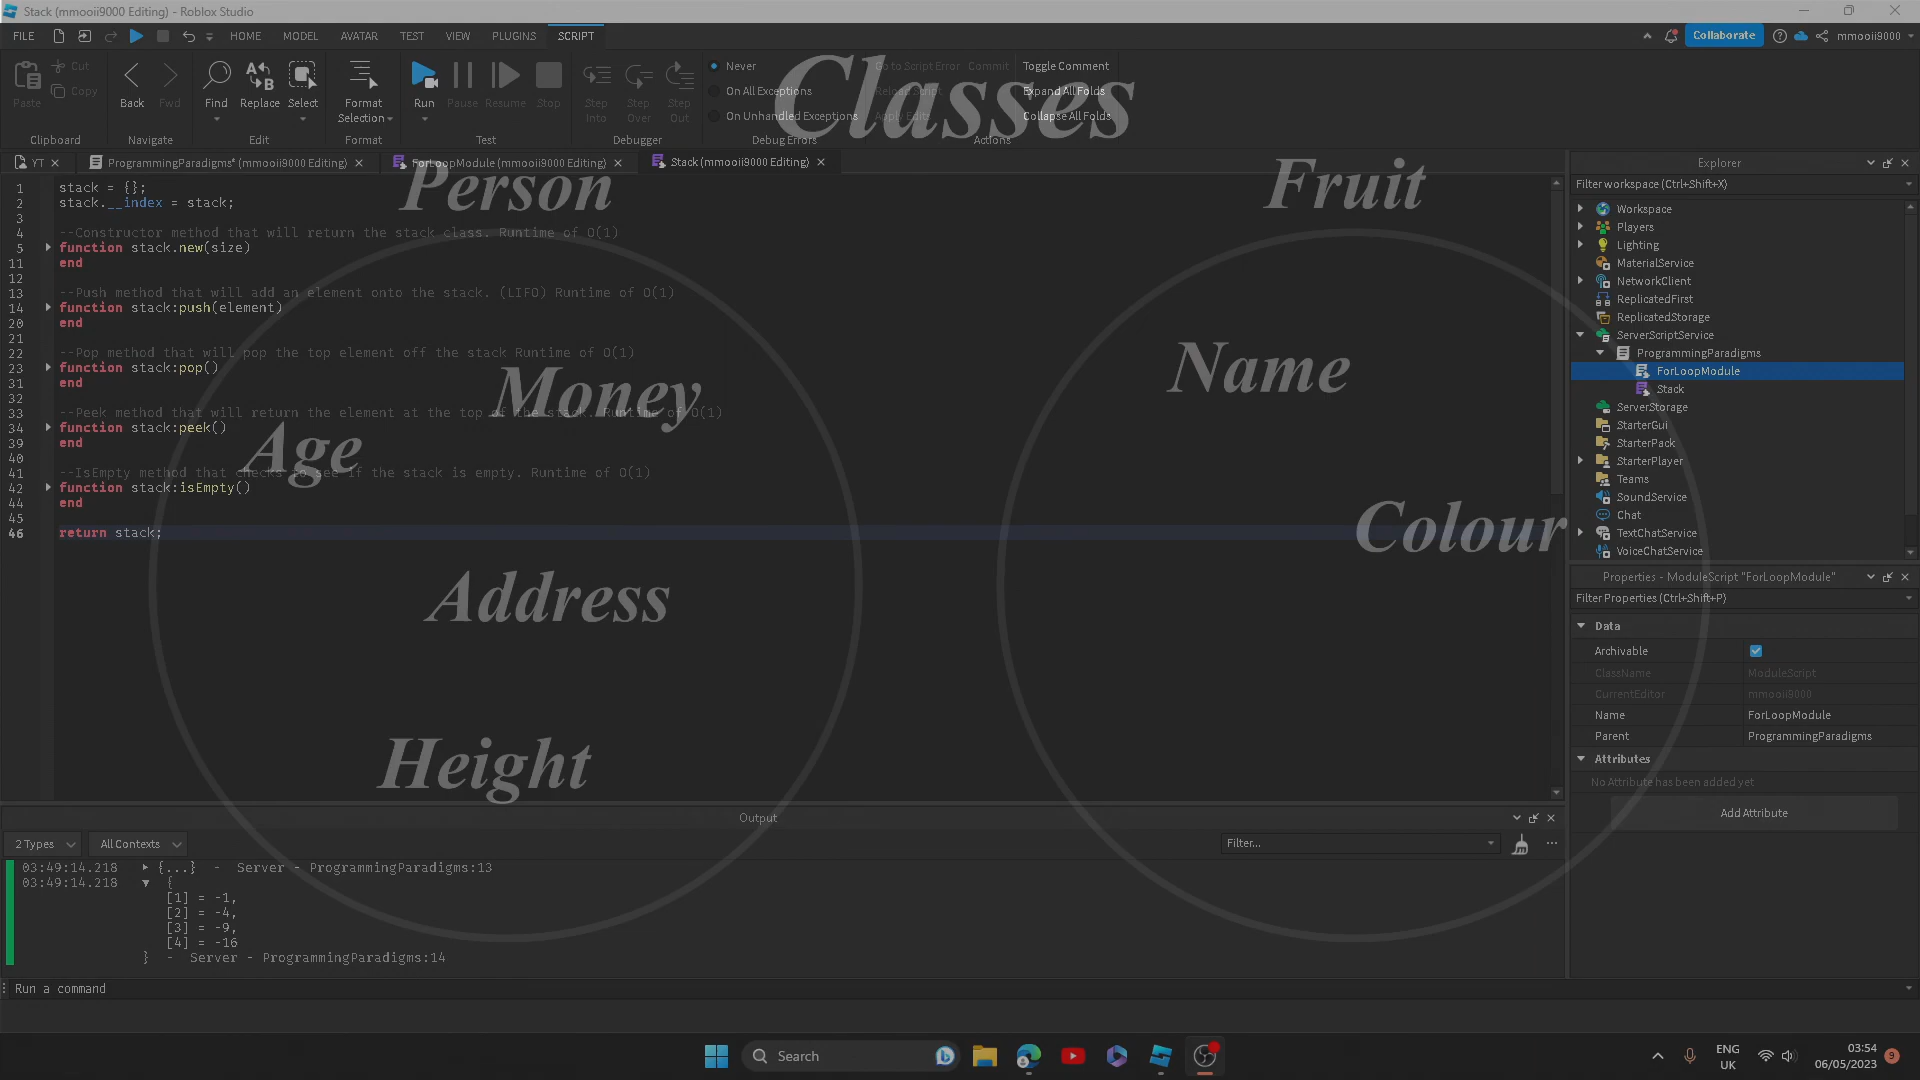 Stack (mmooii9000 Editing) - Roblox Studio
FILE HOME MODEL AVATAR TEST VIEW PLUGINS SCRIPT Collaborate mmooii9000
Paste Cut Copy Back Fwd Find Replace Select Format Selection Run Pause Resume Stop Step Into Step Over Step Out
Never Go to Script Error Commit Toggle Comment
On All Exceptions Reload Script Expand All Folds
On Unhandled Exceptions Apply Edits Collapse All Folds
Clipboard Navigate Edit Format Test Debugger Debug Errors Actions
Classes
YT ProgrammingParadigms* (mmooii9000 Editing) ForLoopModule (mmooii9000 Editing) Stack (mmooii9000 Editing)
Person
Fruit
1 stack = {};
2 stack.__index = stack;
3
4 --Constructor method that will return the stack class. Runtime of O(1)
5 function stack.new(size)
11 end
12
13 --Push method that will add an element onto the stack. (LIFO) Runtime of O(1)
14 function stack:push(element)
20 end
21
22 --Pop method that will pop the top element off the stack Runtime of O(1)
23 function stack:pop()
31 end
32
33 --Peek method that will return the element at the top of the stack. Runtime of O(1)
34 function stack:peek()
39 end
40
41 --IsEmpty method that checks to see if the stack is empty. Runtime of O(1)
42 function stack:isEmpty()
44 end
45
46 return stack;
Money
Age
Address
Height
Name
Colour
Explorer
Filter workspace (Ctrl+Shift+X)
Workspace
Players
Lighting
MaterialService
NetworkClient
ReplicatedFirst
ReplicatedStorage
ServerScriptService
ProgrammingParadigms
ForLoopModule
Stack
ServerStorage
StarterGui
StarterPack
StarterPlayer
Teams
SoundService
Chat
TextChatService
VoiceChatService
Properties - ModuleScript "ForLoopModule"
Filter Properties (Ctrl+Shift+P)
Data
Archivable
ClassName ModuleScript
CurrentEditor mmooii9000
Name ForLoopModule
Parent ProgrammingParadigms
Attributes
No Attribute has been added yet
Add Attribute
Output
2 Types All Contexts Filter... ...
03:49:14.218 {...} - Server - ProgrammingParadigms:13
03:49:14.218 {
[1] = -1,
[2] = -4,
[3] = -9,
[4] = -16
} - Server - ProgrammingParadigms:14
Run a command
Search
ENG
UK
03:54
06/05/2023
9